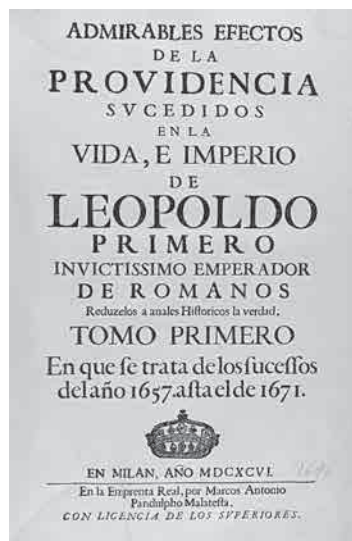 ADMIRABLES EFECTOS
DE LA
PROVIDENCIA
SVCEDIDOS
EN LA
VIDA, E IMPERIO
DE
LEOPOLDO
PRIMERO
INVICTISSIMO EMPERADOR
DE ROMANOS
Reduzelos a anales Hiſtoricos la verdad.
TOMO PRIMERO
En que ſe trata de los ſuceſſos
del año 1657. aſta el de 1671.
EN MILAN, AÑO MDCXCVI.
En la Emprenta Real, por Marcos Antonio
Pandulpho Malateſta.
CON LICENCIA DE LOS SVPERIORES.